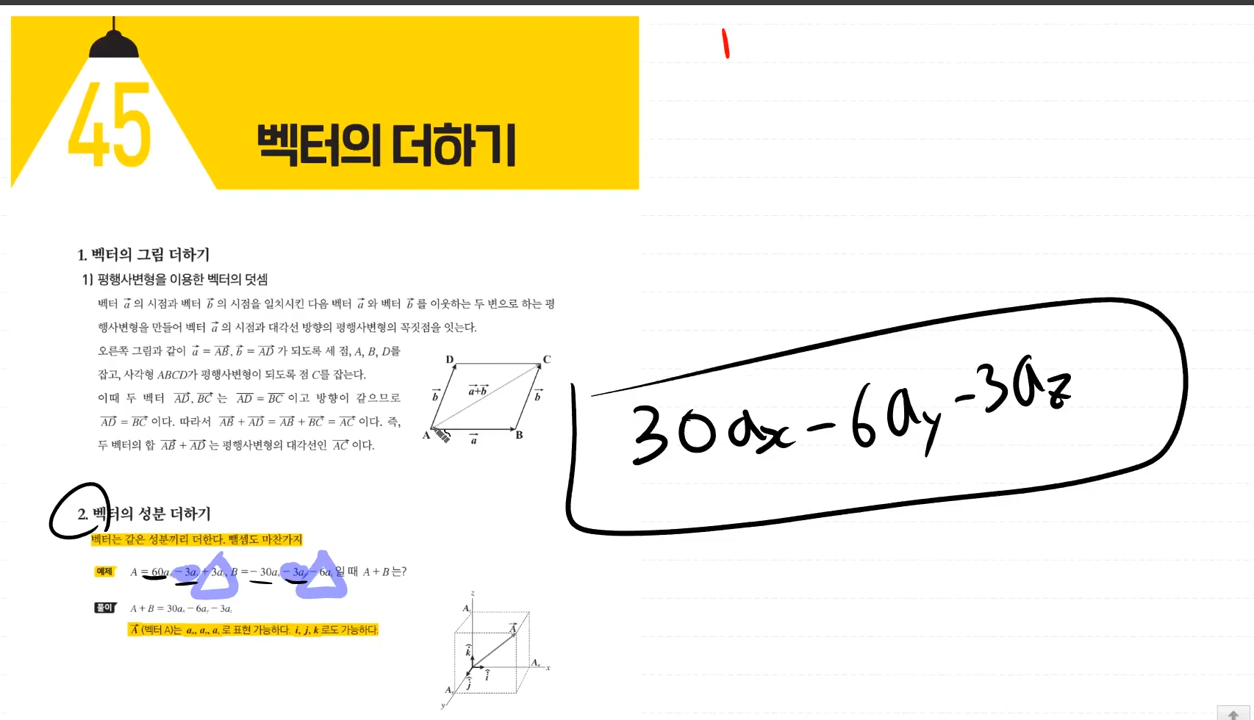 45
벡터의 더하기
1. 벡터의 그림 더하기
1) 평행사변형을 이용한 벡터의 덧셈
벡터 a⃗ 의 시점과 벡터 b⃗ 의 시점을 일치시킨 다음 벡터 a⃗ 와 벡터 b⃗ 를 이웃하는 두 변으로 하는 평
행사변형을 만들어 벡터 a⃗ 의 시점과 대각선 방향의 평행사변형의 꼭짓점을 잇는다.
오른쪽 그림과 같이 a⃗ = AB⃗, b⃗ = AD⃗ 가 되도록 세 점, A, B, D를
잡고, 사각형 ABCD가 평행사변형이 되도록 점 C를 잡는다.
이때 두 벡터 AD⃗, BC⃗ 는 AD̅ = BC̅ 이고 방향이 같으므로
AD⃗ = BC⃗ 이다. 따라서 AB⃗ + AD⃗ = AB⃗ + BC⃗ = AC⃗ 이다. 즉,
두 벡터의 합 AB⃗ + AD⃗ 는 평행사변형의 대각선인 AC⃗ 이다.
D C
b⃗ a⃗+b⃗ b⃗
A a⃗ B
30ax - 6ay - 3az
2. 벡터의 성분 더하기
벡터는 같은 성분끼리 더한다. 뺄셈도 마찬가지
예제 A = 60a - 3a + 3a, B = - 30a - 3a - 6a 일 때 A + B 는?
풀이 A + B = 30a - 6a - 3a
A⃗ (벡터 A)는 a, a, a 로 표현 가능하다. i, j, k 로도 가능하다.
z
A
A⃗
k̂
A x
ĵ î
A
y